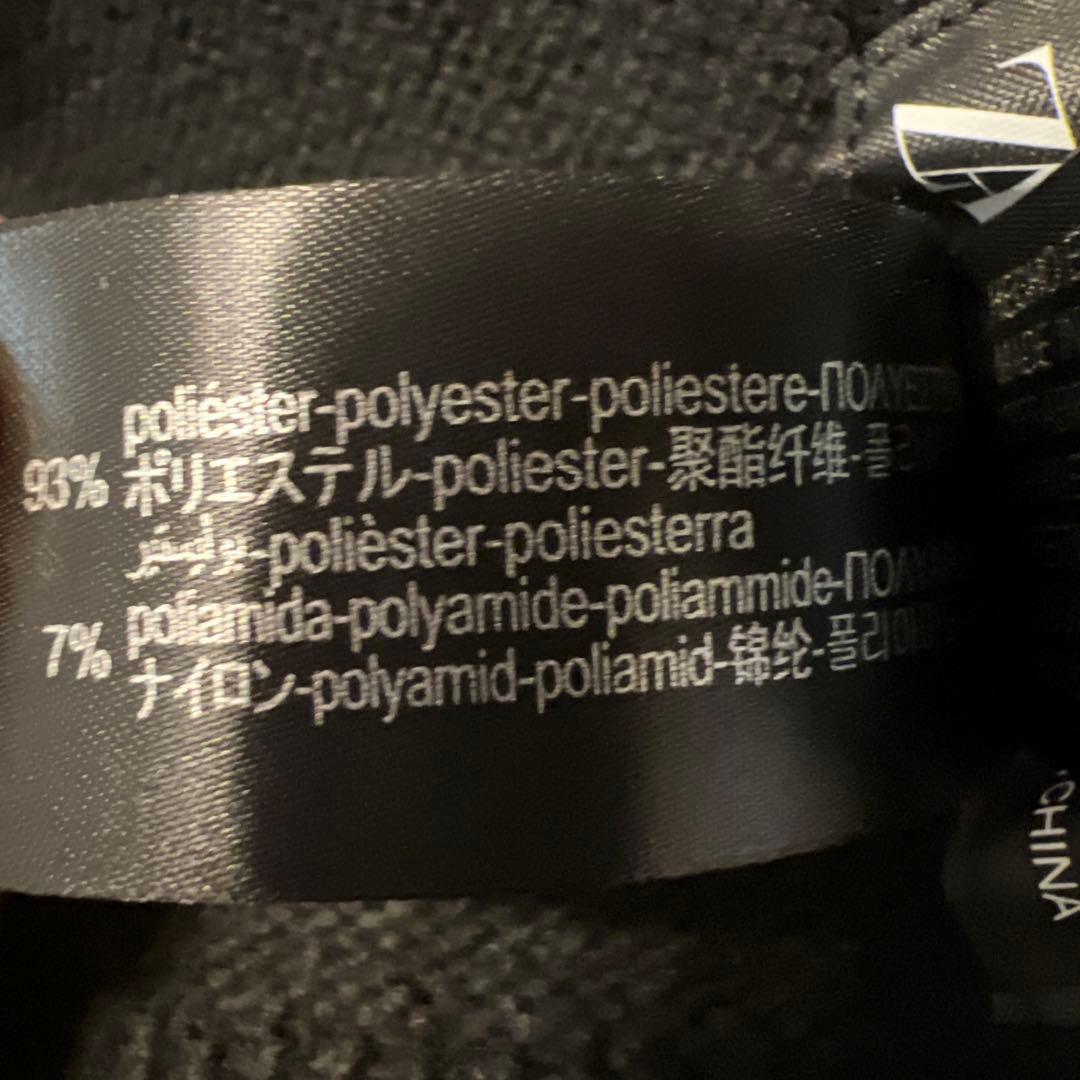 93% poliéster-polyester-poliestere-ΠΟΛΥΕΣ
ポリエステル-poliester-聚酯纤维-폴리
بوليستر-polièster-poliesterra
7% poliamida-polyamide-poliammide-ΠΟΛΥ
ナイロン-polyamid-poliamid-锦纶-폴리아
CHINA